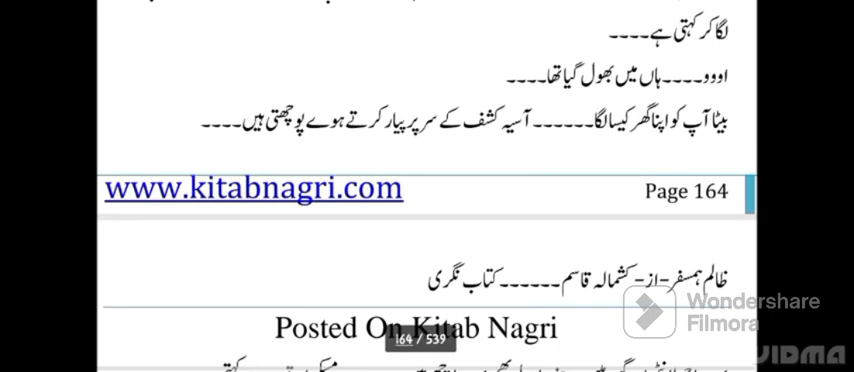 لگا کر کہتی ہے۔۔۔۔
اووو۔۔۔۔ہاں میں بھول گیا تھا۔۔۔۔
بیٹا آپ کو اپنا گھر کیسا لگا۔۔۔۔۔۔آسیہ کشف کے سر پر پیار کرتے ہوے پوچھتی ہیں۔۔۔۔
www.kitabnagri.com Page 164
ظالم ہمسفر-از-کشمالہ قاسم۔۔۔۔۔۔کتاب نگری
Wondershare
Filmora
Posted On Kitab Nagri
164 / 539
VIDMA